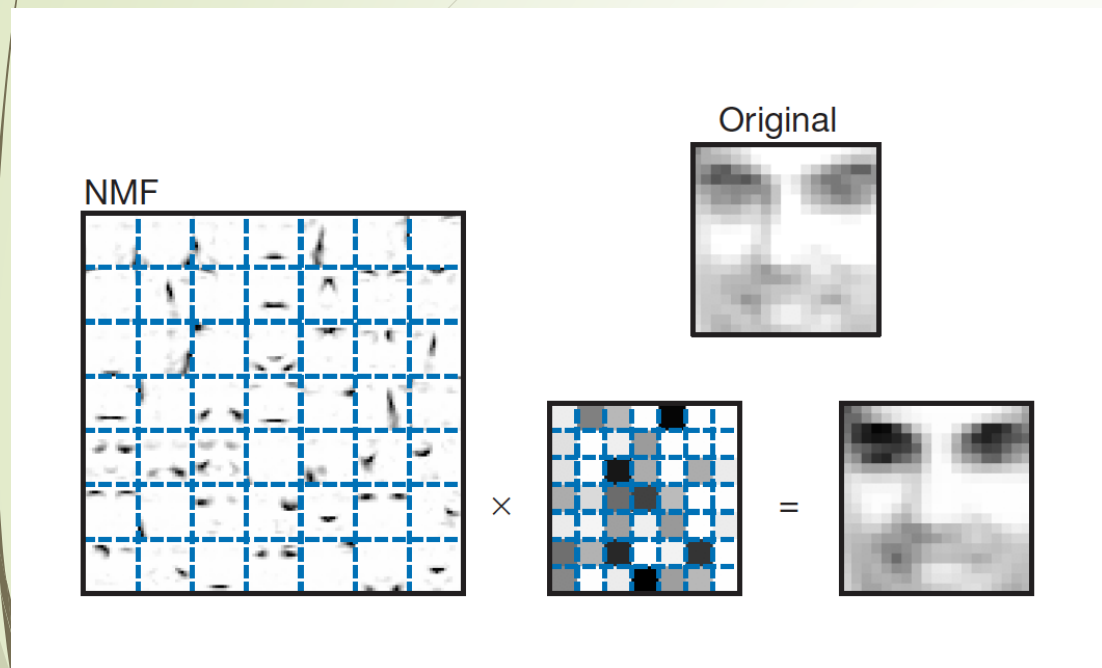 Original
NMF
×
=